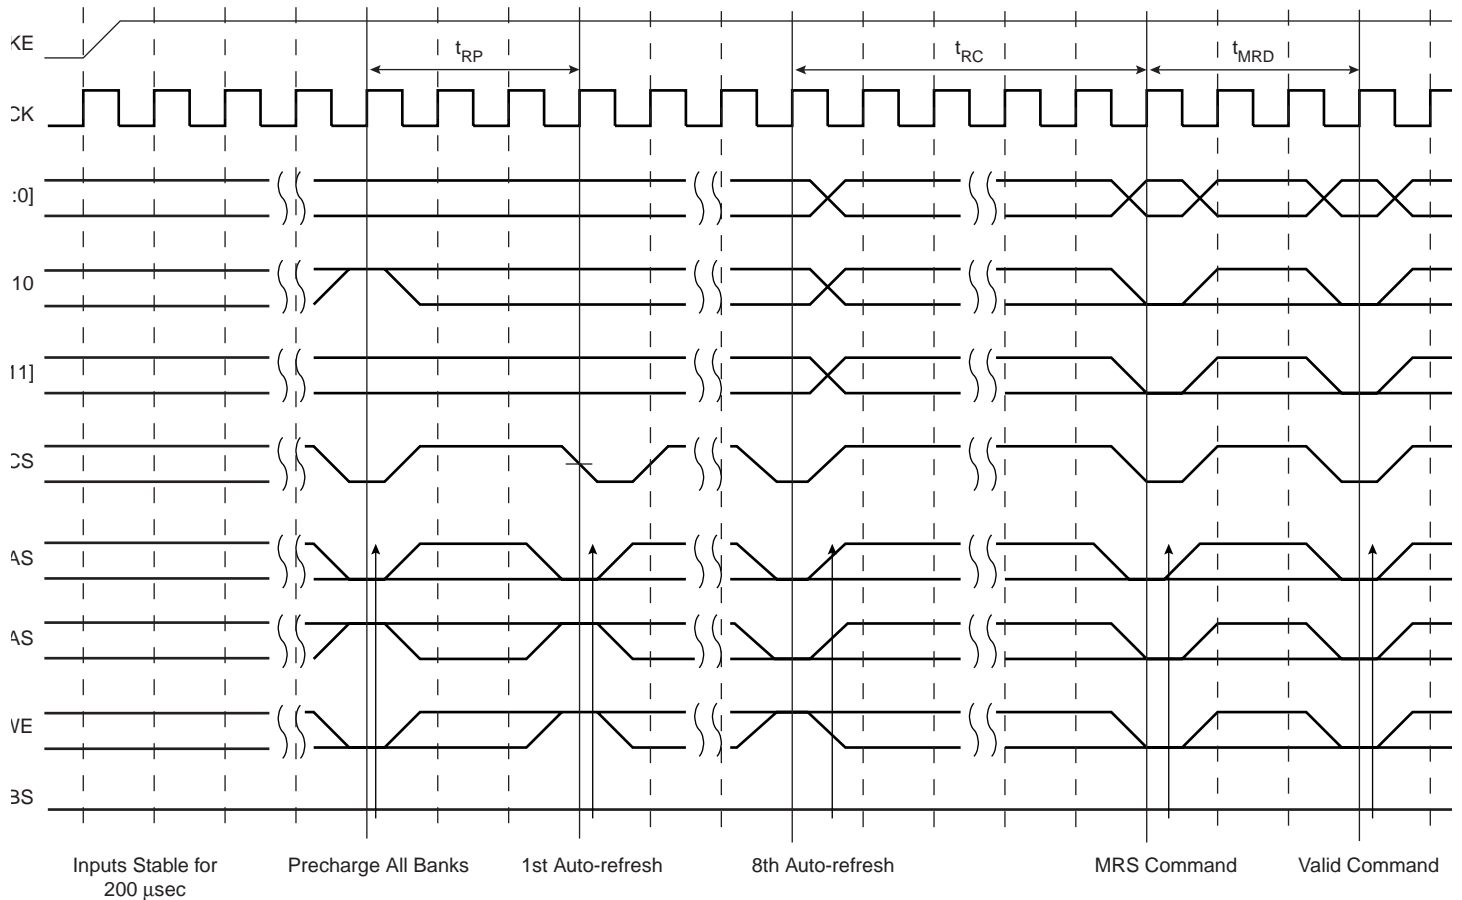 KE
tRP
tRC
tMRD
CK
:0]
10
11]
CS
AS
AS
WE
BS
Inputs Stable for
200 μsec
Precharge All Banks
1st Auto-refresh
8th Auto-refresh
MRS Command
Valid Command